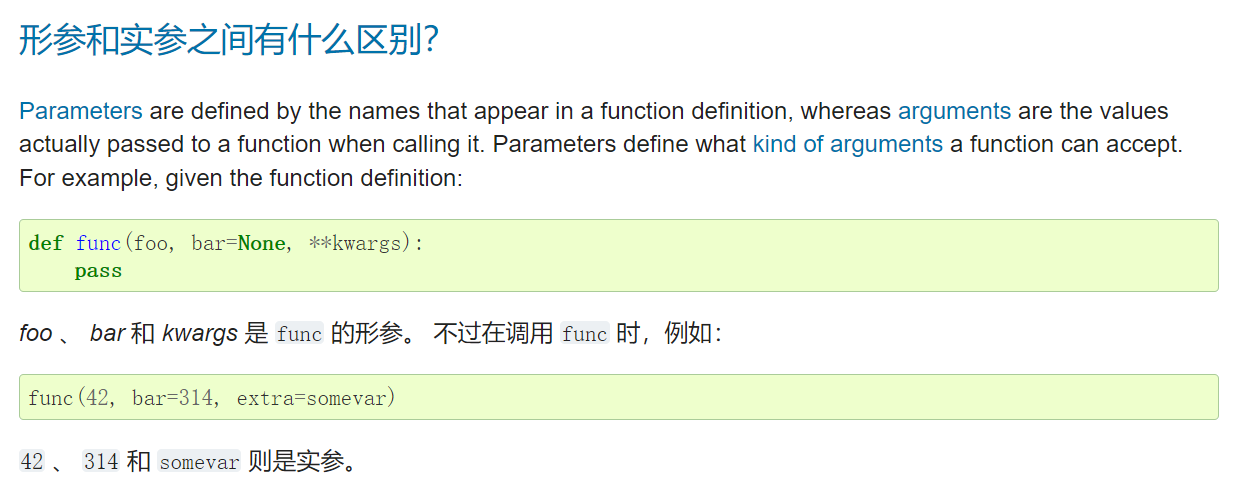 形参和实参之间有什么区别?
Parameters are defined by the names that appear in a function definition, whereas arguments are the values
actually passed to a function when calling it. Parameters define what kind of arguments a function can accept.
For example, given the function definition:
def func(foo, bar=None, **kwargs):
    pass
foo 、 bar 和 kwargs 是 func 的形参。 不过在调用 func 时，例如：
func(42, bar=314, extra=somevar)
42 、 314 和 somevar 则是实参。